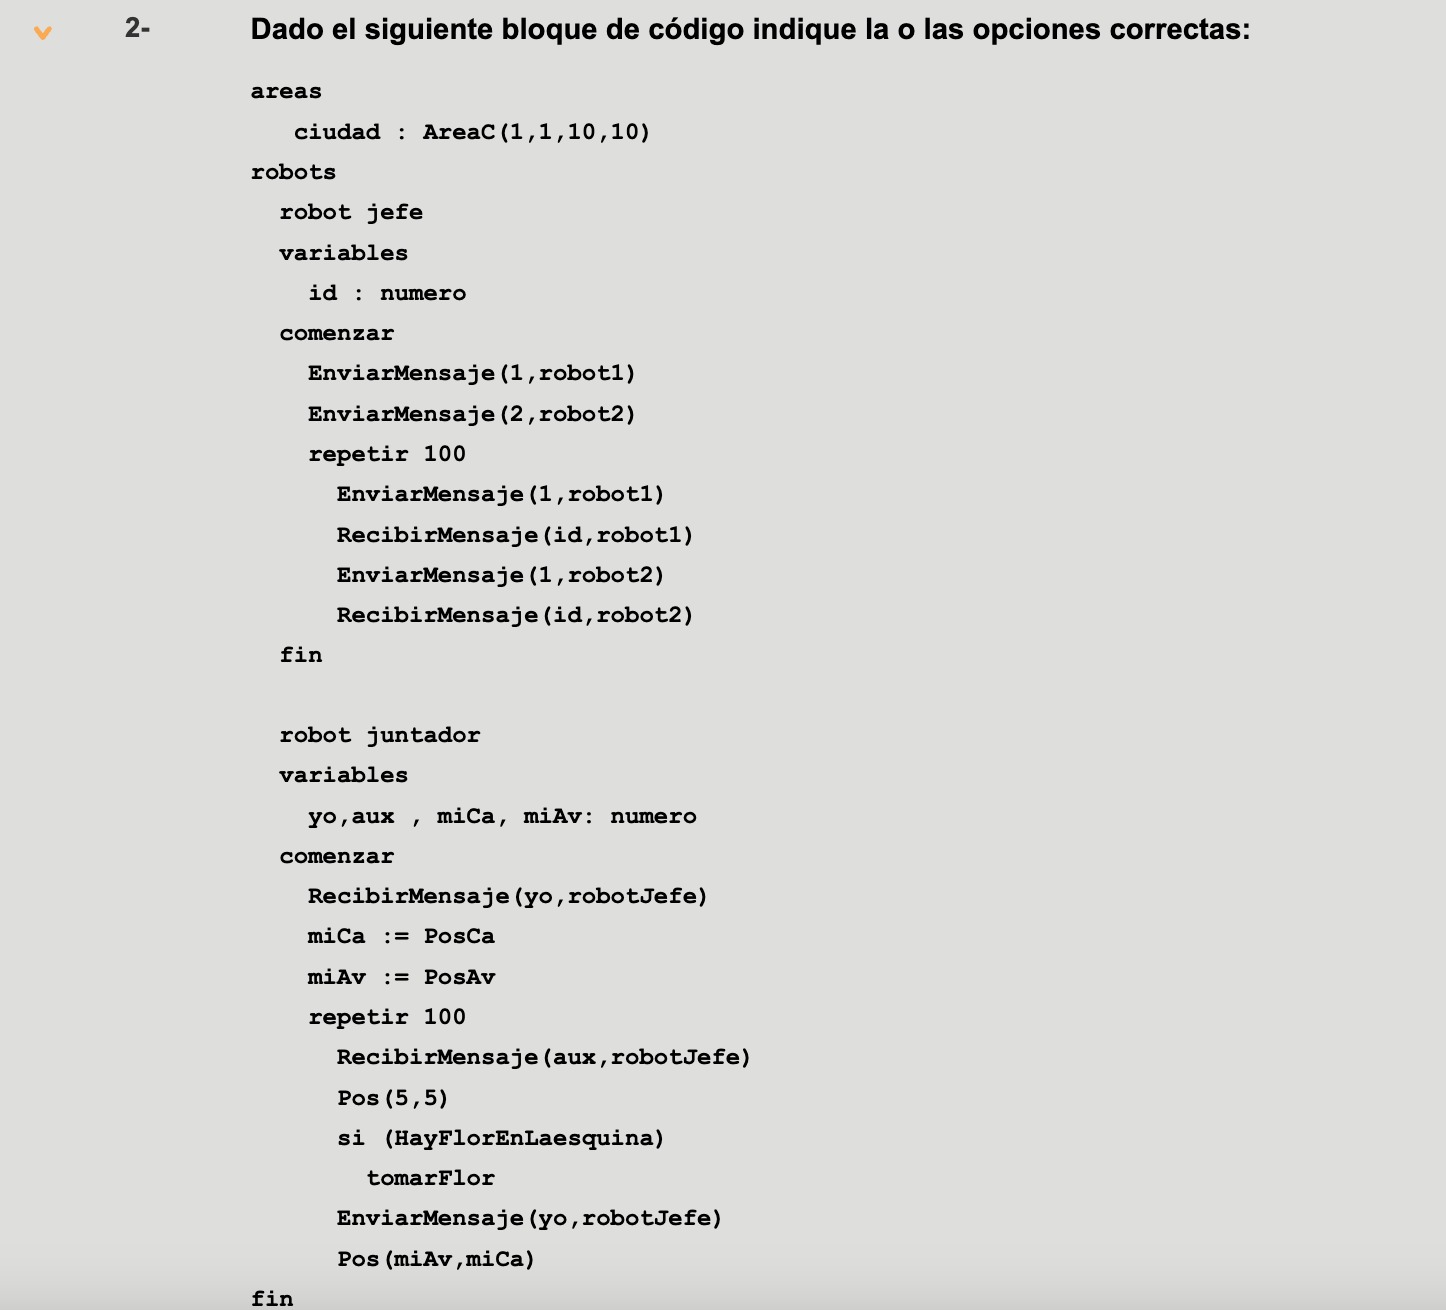 2- Dado el siguiente bloque de código indique la o las opciones correctas:
areas
ciudad : AreaC(1,1,10,10)
robots
robot jefe
variables
id : numero
comenzar
EnviarMensaje(1,robot1)
EnviarMensaje(2,robot2)
repetir 100
EnviarMensaje(1,robot1)
RecibirMensaje(id,robot1)
EnviarMensaje(1,robot2)
RecibirMensaje(id,robot2)
fin
robot juntador
variables
yo,aux , miCa, miAv: numero
comenzar
RecibirMensaje(yo,robotJefe)
miCa := PosCa
miAv := PosAv
repetir 100
RecibirMensaje(aux,robotJefe)
Pos(5,5)
si (HayFlorEnLaesquina)
tomarFlor
EnviarMensaje(yo,robotJefe)
Pos(miAv,miCa)
fin